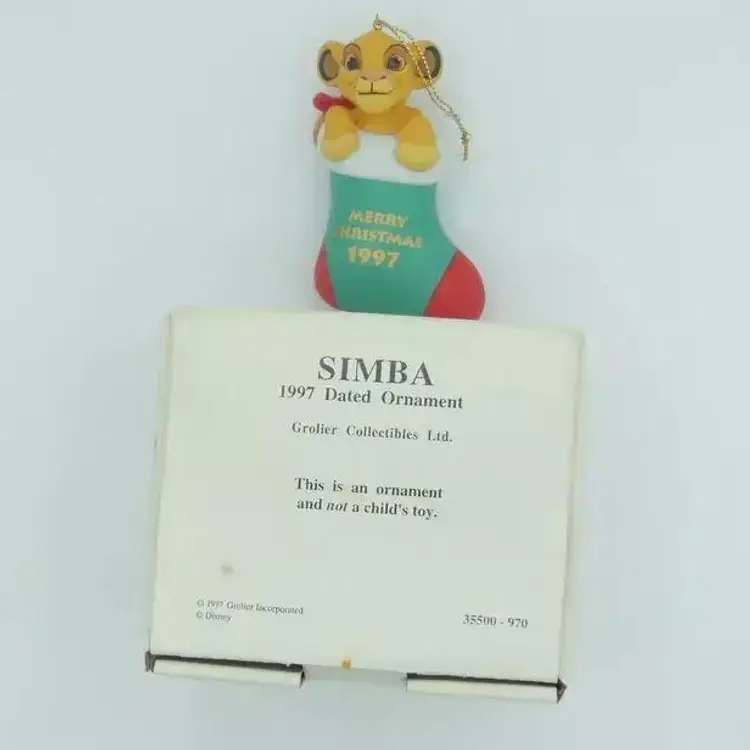 MERRY
CHRISTMAS
1997
SIMBA
1997 Dated Ornament
Grolier Collectibles Ltd.
This is an ornament
and not a child's toy.
© 1997 Grolier Incorporated
© Disney
35500 - 970